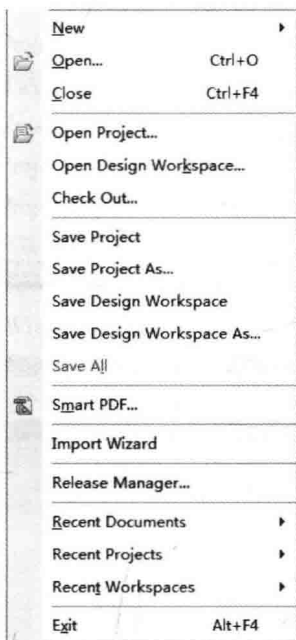 New
Open... Ctrl+O
Close Ctrl+F4
Open Project...
Open Design Workspace...
Check Out...
Save Project
Save Project As...
Save Design Workspace
Save Design Workspace As...
Save All
Smart PDF...
Import Wizard
Release Manager...
Recent Documents
Recent Projects
Recent Workspaces
Exit Alt+F4